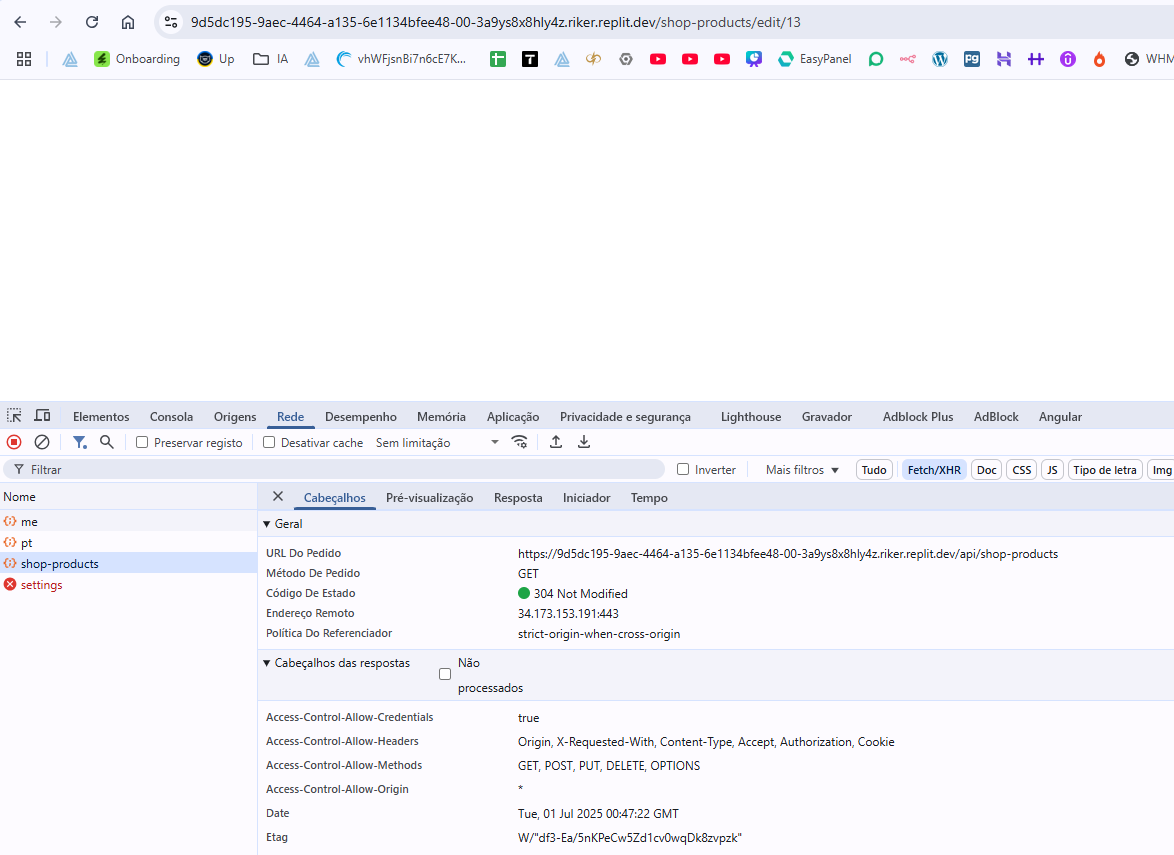 9d5dc195-9aec-4464-a135-6e1134bfee48-00-3a9ys8x8hly4z.riker.replit.dev/shop-products/edit/13
Onboarding Up IA vhWFjsnBi7n6cE7K... T EasyPanel P9 WHM
Elementos Consola Origens Rede Desempenho Memória Aplicação Privacidade e segurança Lighthouse Gravador Adblock Plus AdBlock Angular
Preservar registo Desativar cache Sem limitação
Filtrar Inverter Mais filtros Tudo Fetch/XHR Doc CSS JS Tipo de letra Img
Nome
me
pt
shop-products
settings
Cabeçalhos Pré-visualização Resposta Iniciador Tempo
Geral
URL Do Pedido https://9d5dc195-9aec-4464-a135-6e1134bfee48-00-3a9ys8x8hly4z.riker.replit.dev/api/shop-products
Método De Pedido GET
Código De Estado 304 Not Modified
Endereço Remoto 34.173.153.191:443
Política Do Referenciador strict-origin-when-cross-origin
Cabeçalhos das respostas Não
processados
Access-Control-Allow-Credentials true
Access-Control-Allow-Headers Origin, X-Requested-With, Content-Type, Accept, Authorization, Cookie
Access-Control-Allow-Methods GET, POST, PUT, DELETE, OPTIONS
Access-Control-Allow-Origin *
Date Tue, 01 Jul 2025 00:47:22 GMT
Etag W/"df3-Ea/5nKPeCw5Zd1cv0wqDk8zvpzk"